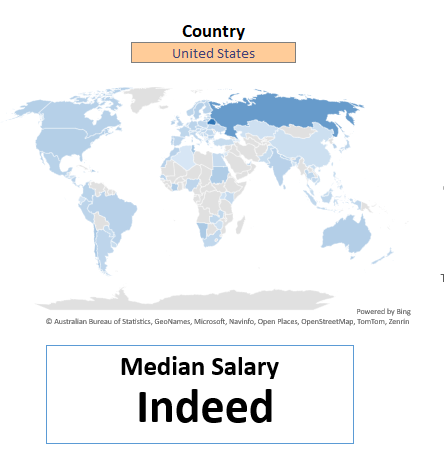 Country
United States
Powered by Bing
© Australian Bureau of Statistics, GeoNames, Microsoft, Navinfo, Open Places, OpenStreetMap, TomTom, Zenrin
Median Salary
Indeed